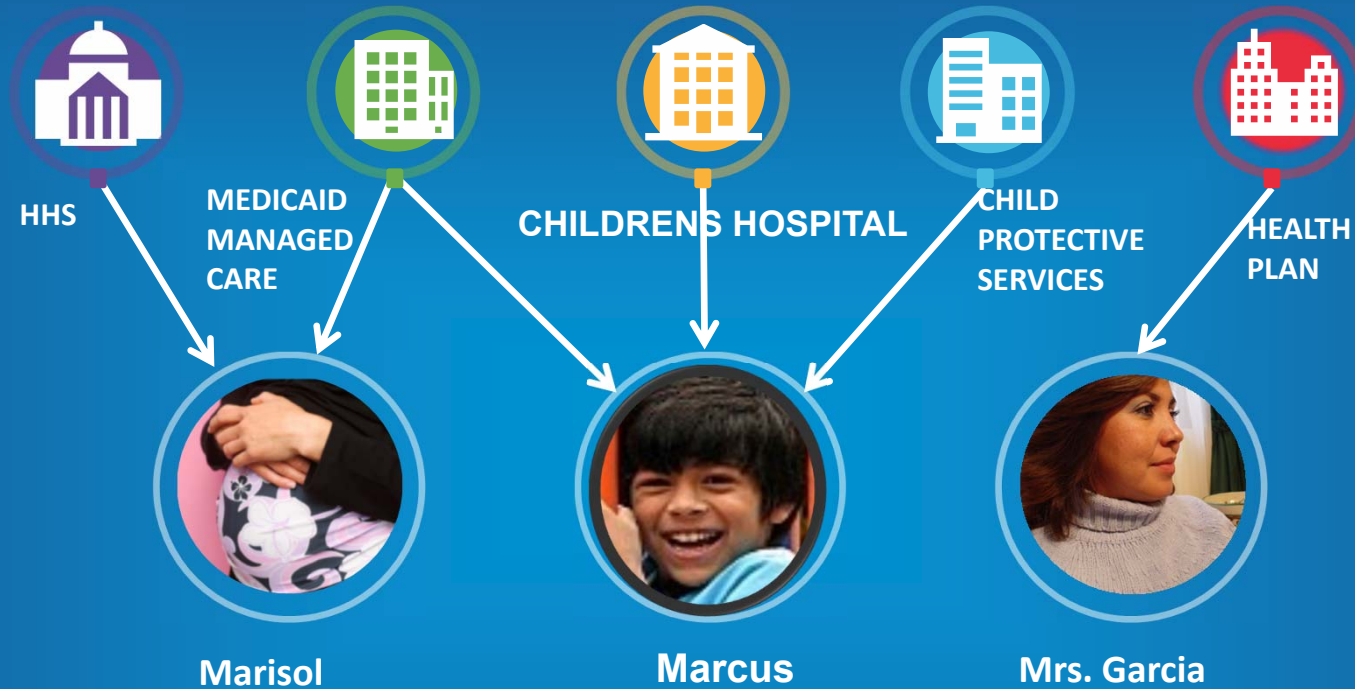 HHS
MEDICAID
MANAGED
CARE
CHILDRENS HOSPITAL
CHILD
PROTECTIVE
SERVICES
HEALTH
PLAN
Marisol
Marcus
Mrs. Garcia